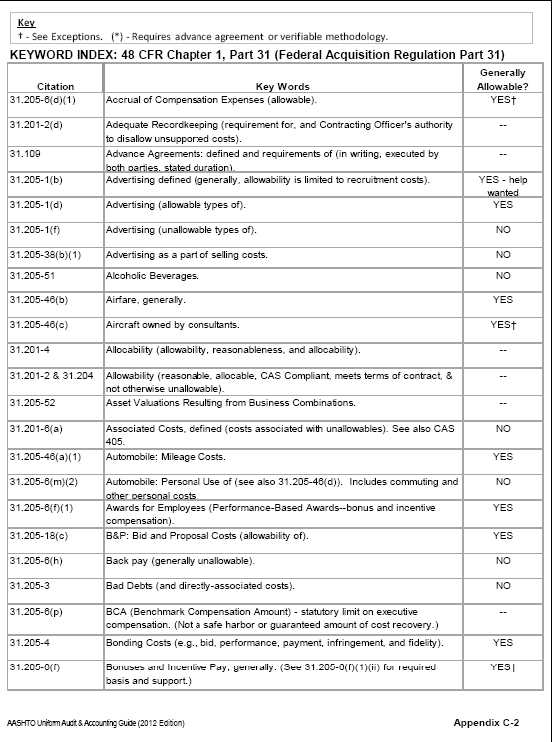 Key
† - See Exceptions. (*) - Requires advance agreement or verifiable methodology.
KEYWORD INDEX: 48 CFR Chapter 1, Part 31 (Federal Acquisition Regulation Part 31)
Citation Key Words Generally Allowable?
31.205-6(d)(1) Accrual of Compensation Expenses (allowable). YES†
31.201-2(d) Adequate Recordkeeping (requirement for, and Contracting Officer's authority --
to disallow unsupported costs).
31.109 Advance Agreements: defined and requirements of (in writing, executed by --
both parties, stated duration).
31.205-1(b) Advertising defined (generally, allowability is limited to recruitment costs). YES - help
wanted
31.205-1(d) Advertising (allowable types of). YES
31.205-1(f) Advertising (unallowable types of). NO
31.205-38(b)(1) Advertising as a part of selling costs. NO
31.205-51 Alcoholic Beverages. NO
31.205-46(b) Airfare, generally. YES
31.205-46(c) Aircraft owned by consultants. YES†
31.201-4 Allocability (allowability, reasonableness, and allocability). --
31.201-2 & 31.204 Allowability (reasonable, allocable, CAS Compliant, meets terms of contract, & --
not otherwise unallowable).
31.205-52 Asset Valuations Resulting from Business Combinations. --
31.201-6(a) Associated Costs, defined (costs associated with unallowables). See also CAS NO
405.
31.205-46(a)(1) Automobile: Mileage Costs. YES
31.205-6(m)(2) Automobile: Personal Use of (see also 31.205-46(d)). Includes commuting and NO
other personal costs
31.205-6(f)(1) Awards for Employees (Performance-Based Awards--bonus and incentive YES
compensation).
31.205-18(c) B&P: Bid and Proposal Costs (allowability of). YES
31.205-6(h) Back pay (generally unallowable). NO
31.205-3 Bad Debts (and directly-associated costs). NO
31.205-6(p) BCA (Benchmark Compensation Amount) - statutory limit on executive --
compensation. (Not a safe harbor or guaranteed amount of cost recovery.)
31.205-4 Bonding Costs (e.g., bid, performance, payment, infringement, and fidelity). YES
31.205-6(f) Bonuses and Incentive Pay, generally. (See 31.205-6(f)(1)(ii) for required YES†
basis and support.)
AASHTO Uniform Audit & Accounting Guide (2012 Edition) Appendix C-2